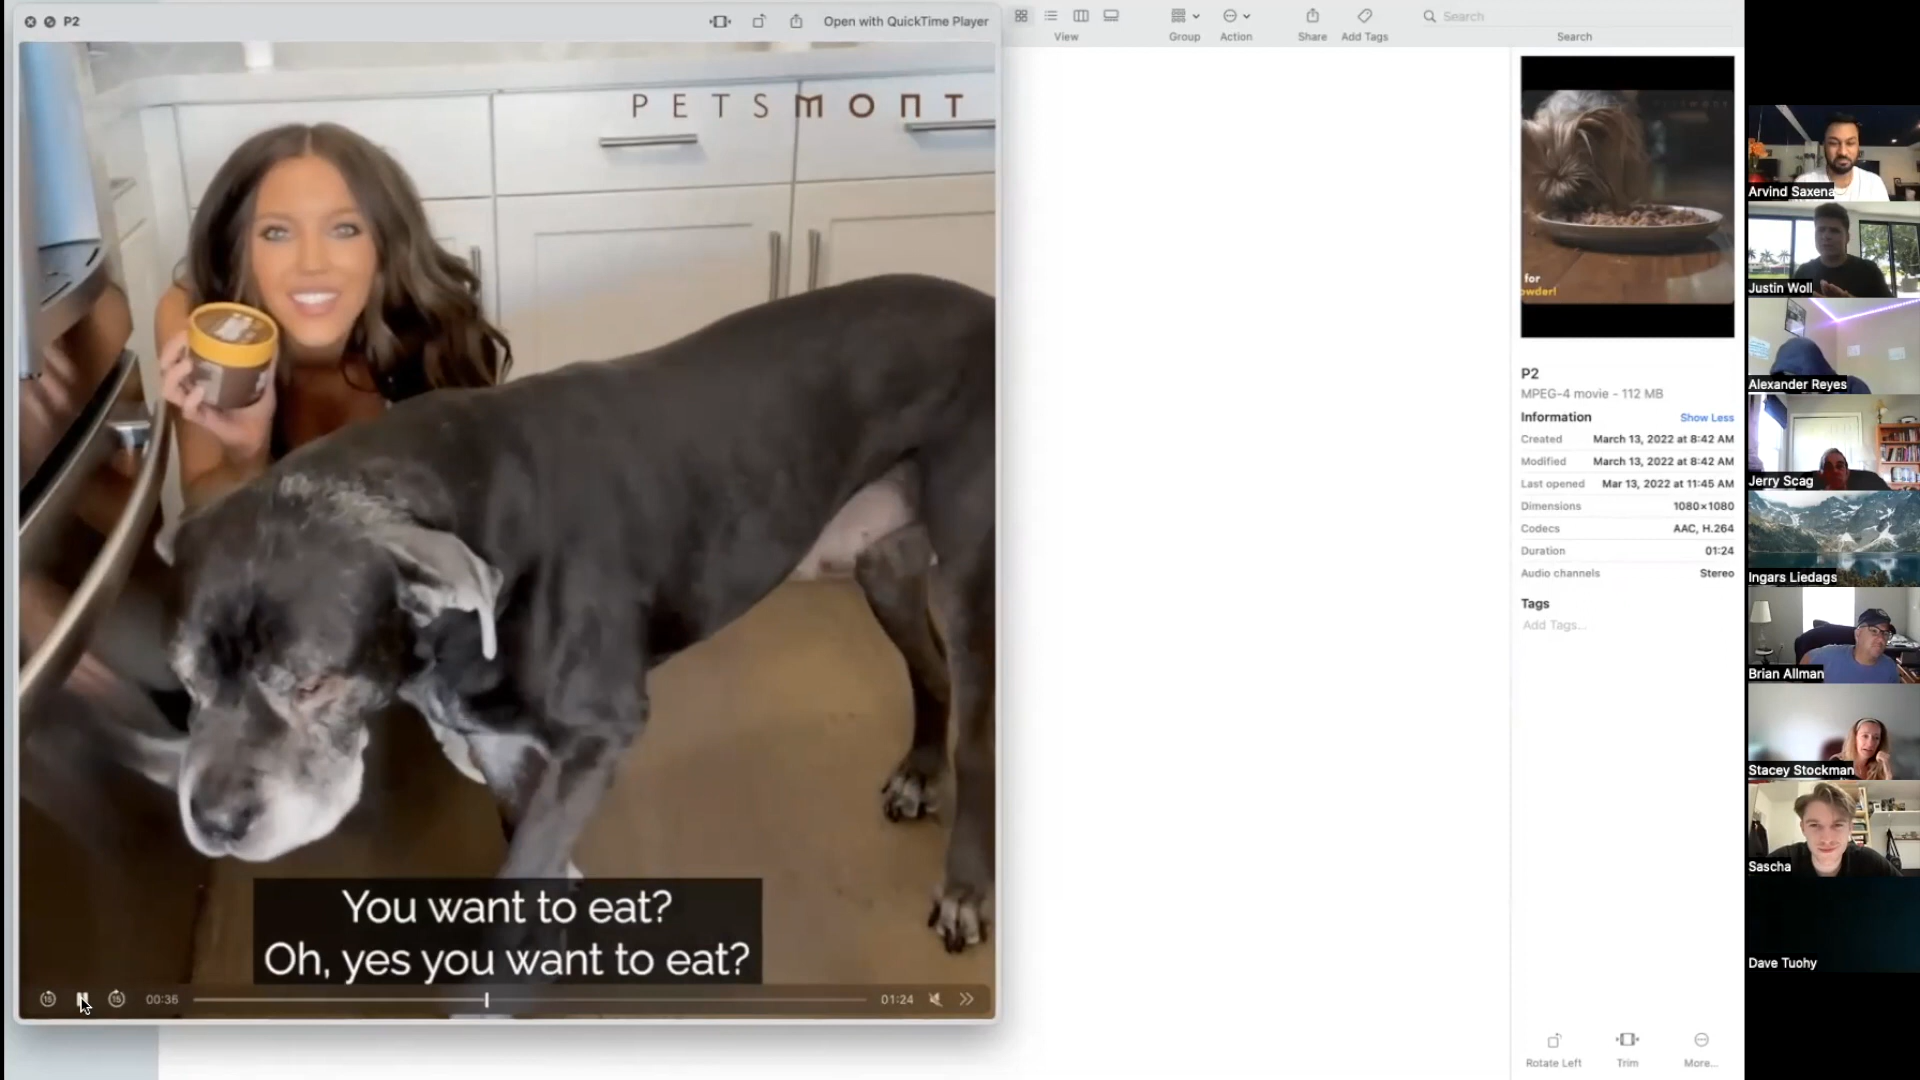 P2
Open with QuickTime Player
View
Group
Action
Share
Add Tags
Search
Search
PETSMONT
You want to eat?
Oh, yes you want to eat?
15
15
00:36
01:24
for
owder!
P2
MPEG-4 movie - 112 MB
Information
Show Less
Created March 13, 2022 at 8:42 AM
Modified March 13, 2022 at 8:42 AM
Last opened Mar 13, 2022 at 11:45 AM
Dimensions 1080×1080
Codecs AAC, H.264
Duration 01:24
Audio channels Stereo
Tags
Add Tags...
Rotate Left
Trim
More...
Arvind Saxena
Justin Woll
Alexander Reyes
Jerry Scag
Ingars Liedags
Brian Allman
Stacey Stockman
Sascha
Dave Tuohy